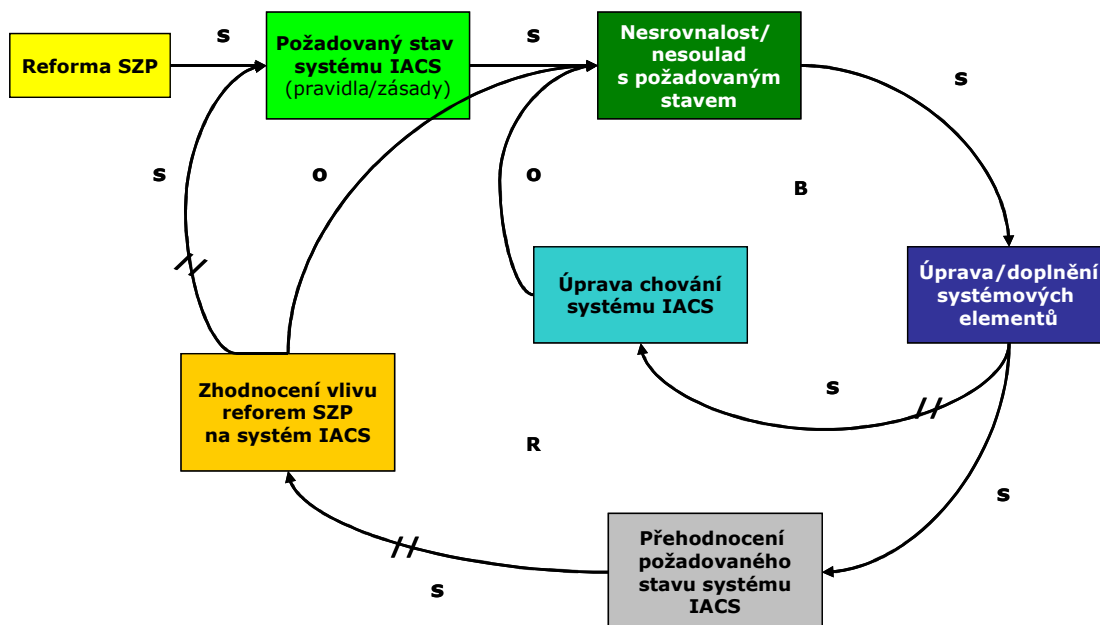 Reforma SZP
s
Požadovaný stav
systému IACS
(pravidla/zásady)
s
Nesrovnalost/
nesoulad
s požadovaným
stavem
s
s
o
o
B
Úprava chování
systému IACS
Úprava/doplnění
systémových
elementů
Zhodnocení vlivu
reforem SZP
na systém IACS
s
R
s
Přehodnocení
požadovaného
stavu systému
IACS
s